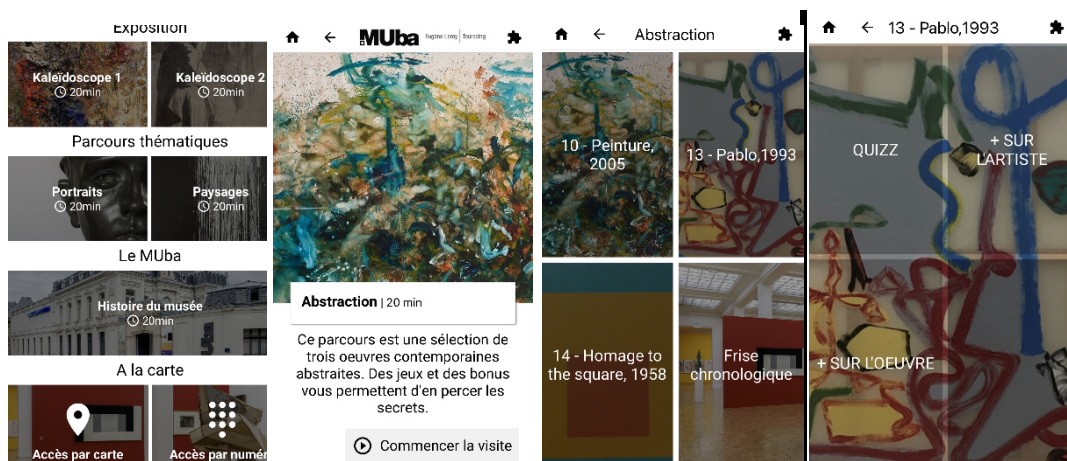 Exposition
Kaleïdoscope 1
20min
Kaleïdoscope 2
20min
Parcours thématiques
Portraits
20min
Paysages
20min
Le MUba
Histoire du musée
20min
A la carte
Accès par carte
Accès par numér
MUba
Eugène Leroy | Tourcoing
Abstraction | 20 min
Ce parcours est une sélection de
trois oeuvres contemporaines
abstraites. Des jeux et des bonus
vous permettent d'en percer les
secrets.
Commencer la visite
Abstraction
10 - Peinture,
2005
13 - Pablo,1993
14 - Homage to
the square, 1958
Frise
chronologique
13 - Pablo,1993
QUIZZ
+ SUR
L'ARTISTE
+ SUR L'OEUVRE